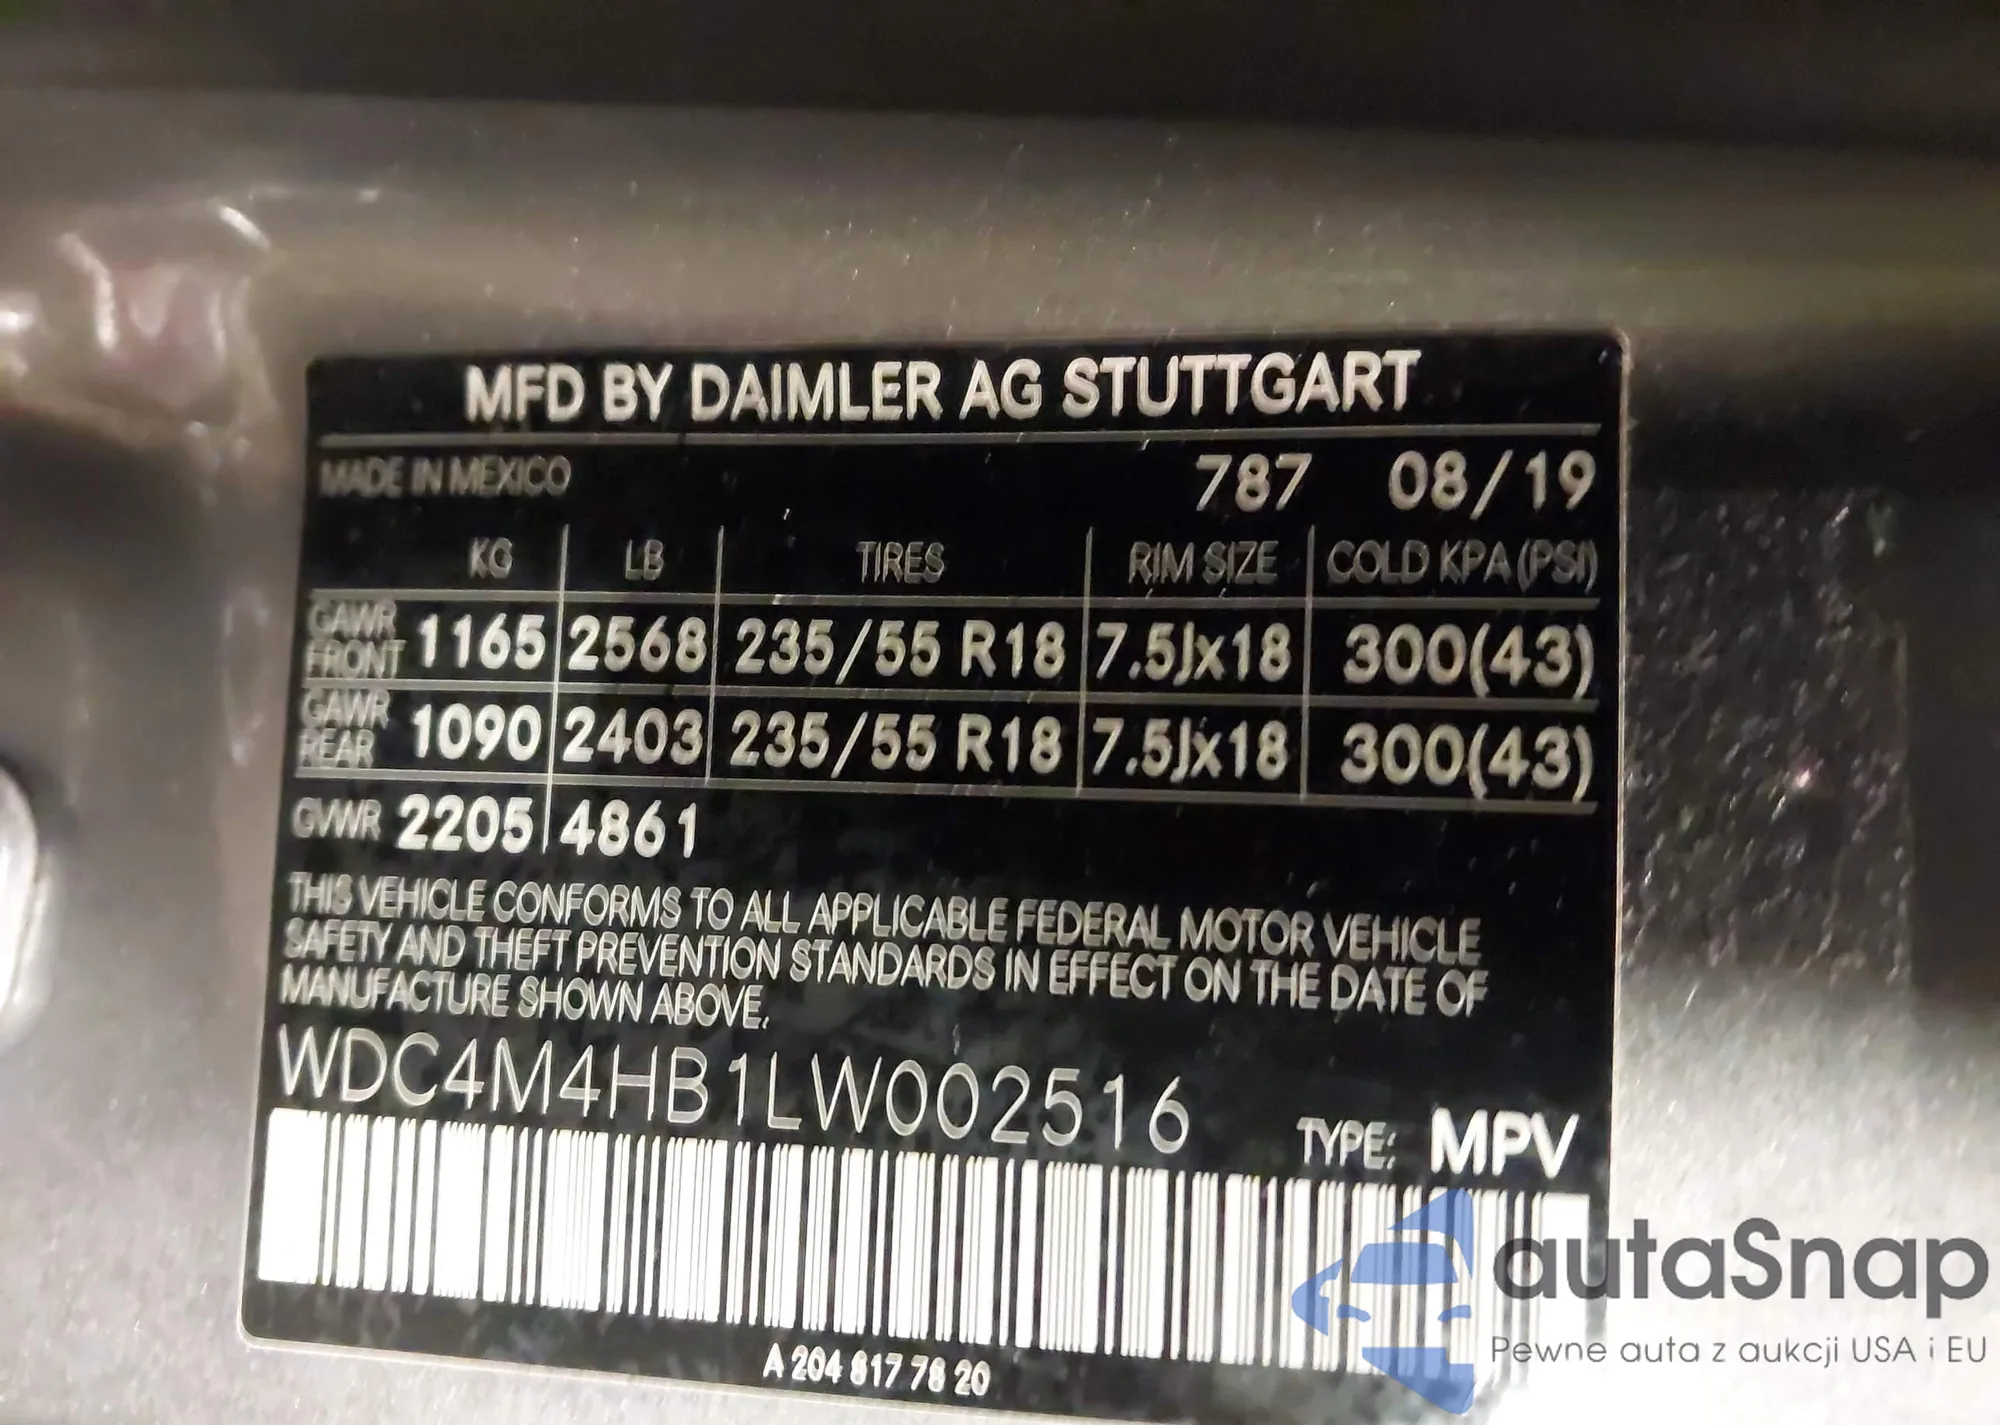 MFD BY DAIMLER AG STUTTGART
MADE IN MEXICO 787 08/19
KG LB TIRES RIM SIZE COLD KPA (PSI)
GAWR FRONT 1165 2568 235/55 R18 7.5Jx18 300(43)
GAWR REAR 1090 2403 235/55 R18 7.5Jx18 300(43)
GVWR 2205 4861
THIS VEHICLE CONFORMS TO ALL APPLICABLE FEDERAL MOTOR VEHICLE
SAFETY AND THEFT PREVENTION STANDARDS IN EFFECT ON THE DATE OF
MANUFACTURE SHOWN ABOVE.
WDC4M4HB1LW002516 TYPE: MPV
A 204 817 78 20
autaSnap
Pewne auta z aukcji USA i EU